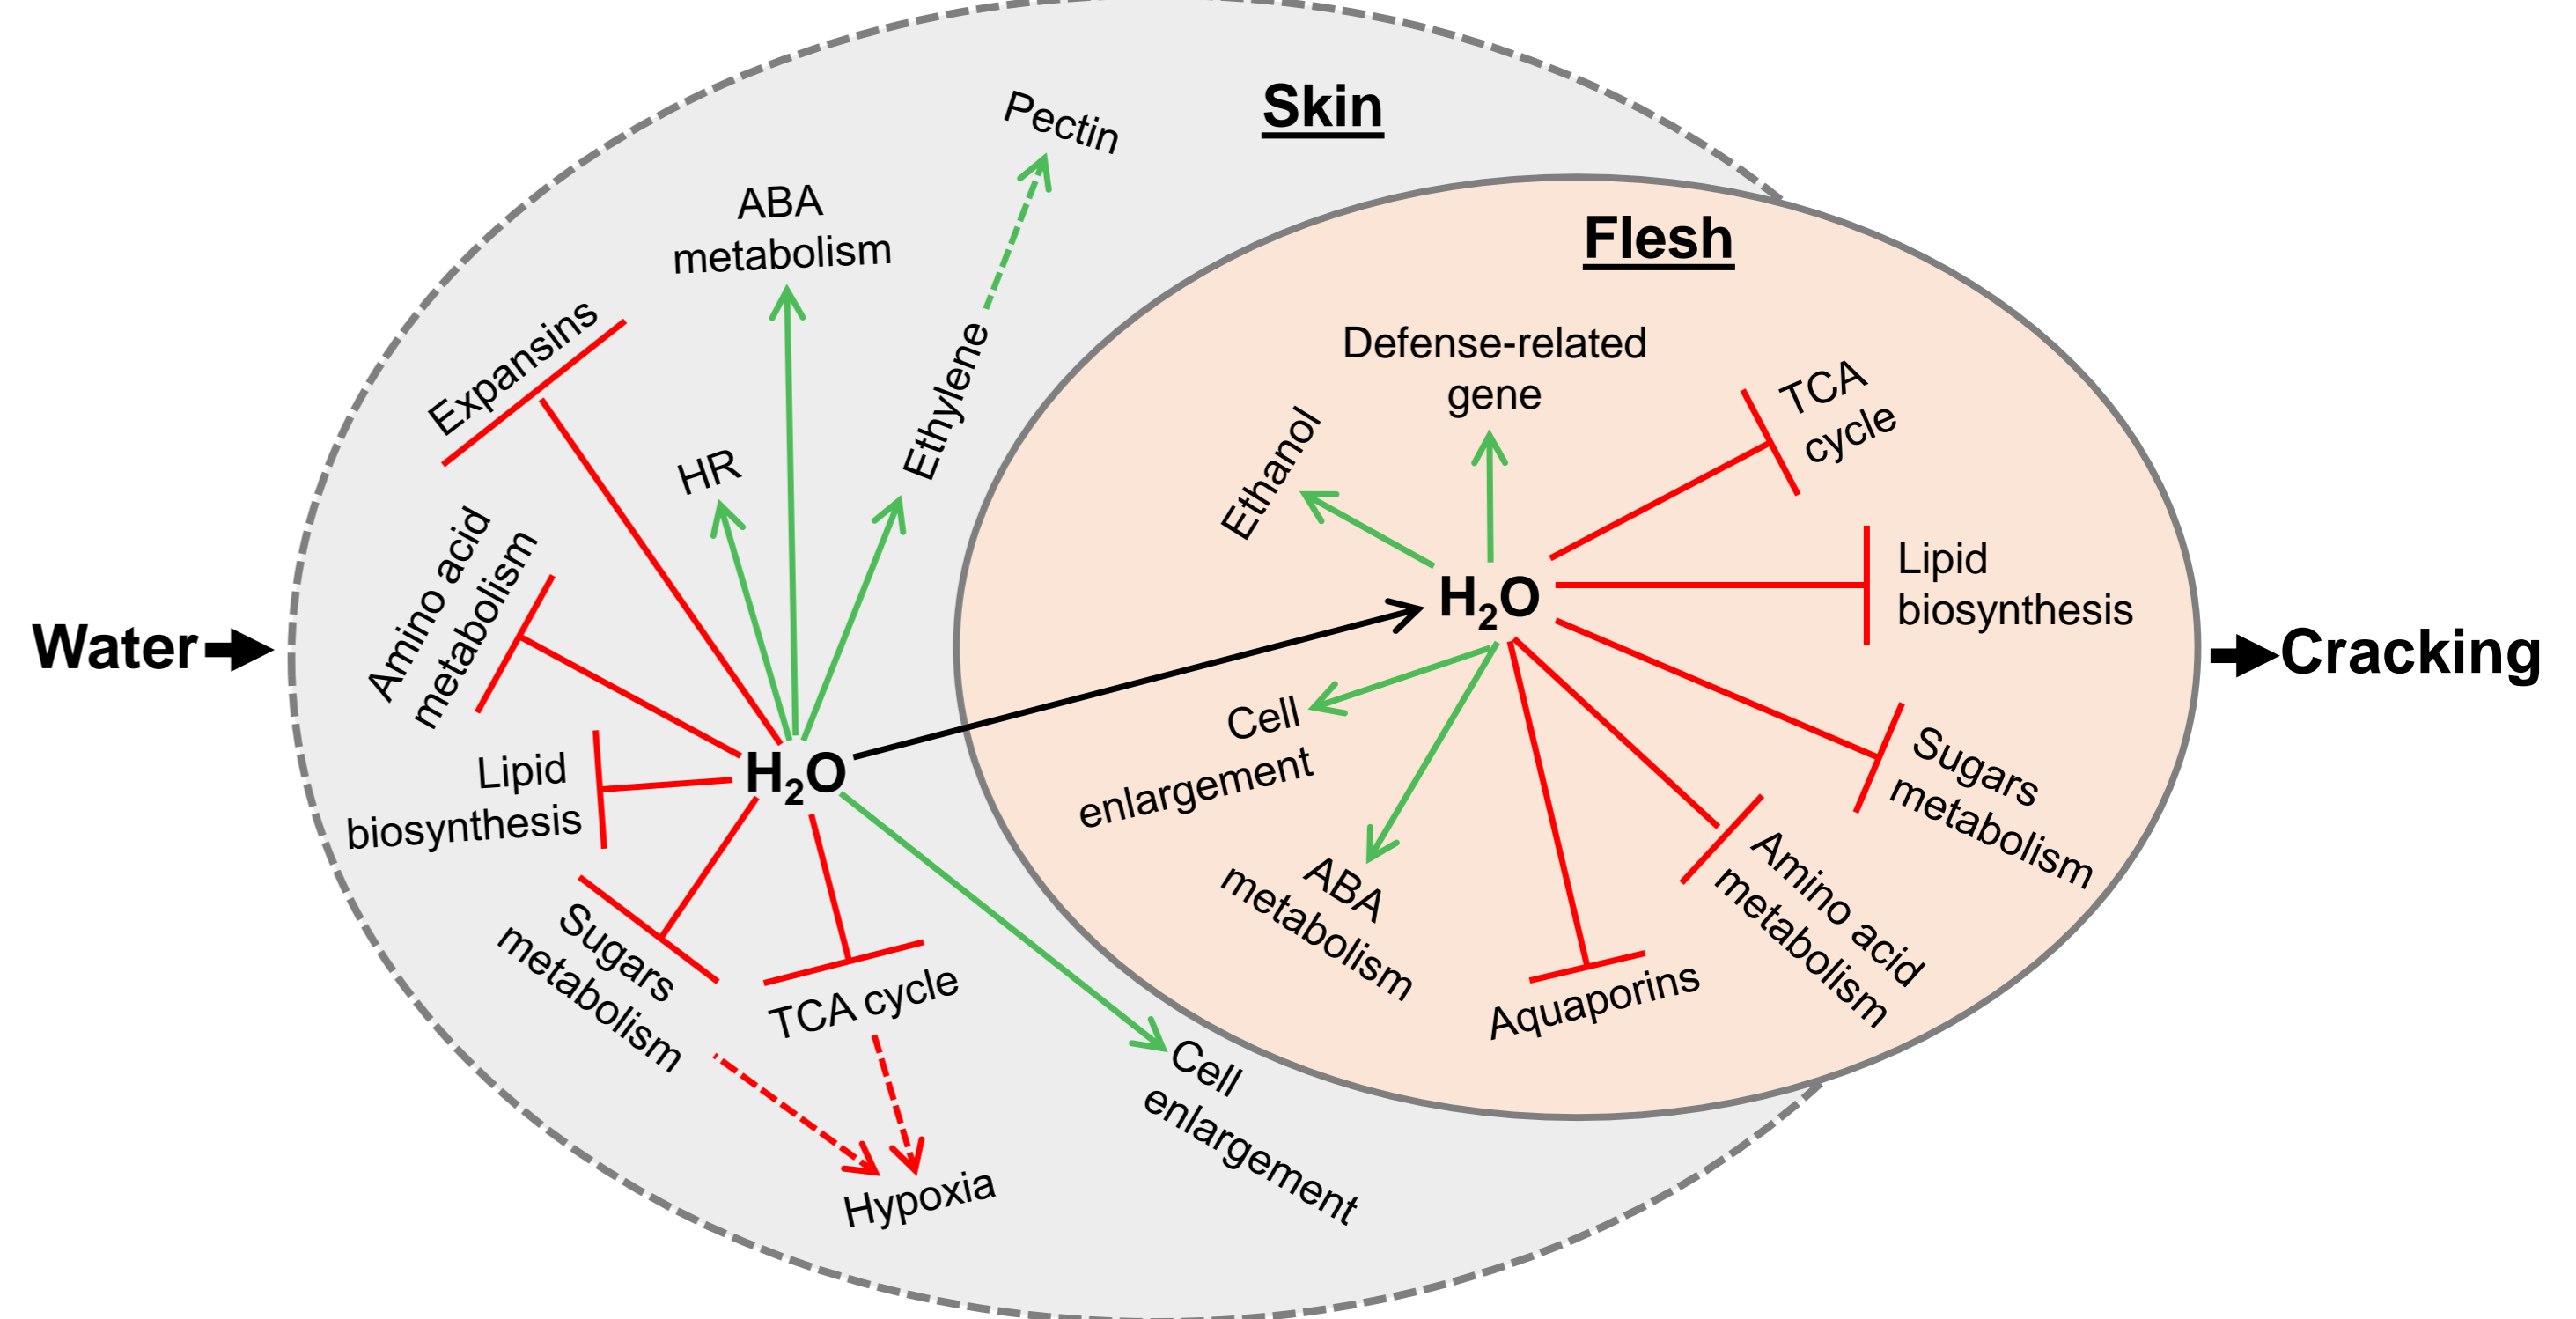 Skin
Pectin
ABA
metabolism
Flesh
Expansins
HR
Ethylene
Defense-related
gene
Ethanol
TCA
cycle
Amino acid
metabolism
Lipid
biosynthesis
H₂O
Water
Cracking
Cell
enlargement
Sugars
metabolism
H₂O
Lipid
biosynthesis
ABA
metabolism
Amino acid
metabolism
Aquaporins
Sugars
metabolism
TCA cycle
Cell
enlargement
Hypoxia